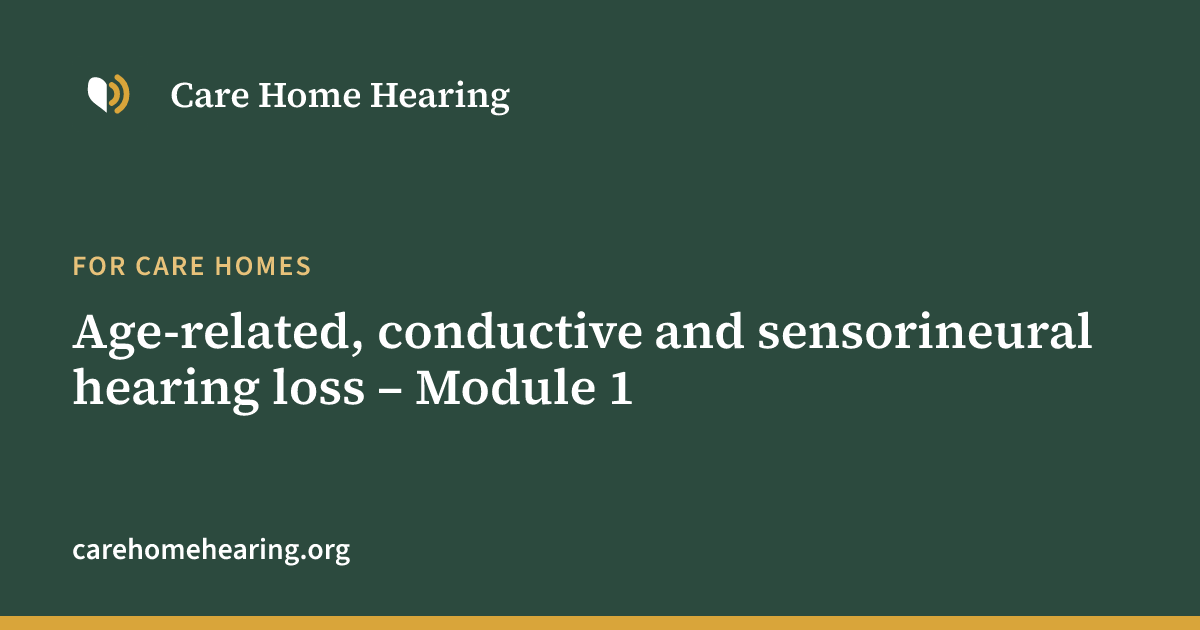 Care Home Hearing
FOR CARE HOMES
Age-related, conductive and sensorineural
hearing loss – Module 1
carehomehearing.org